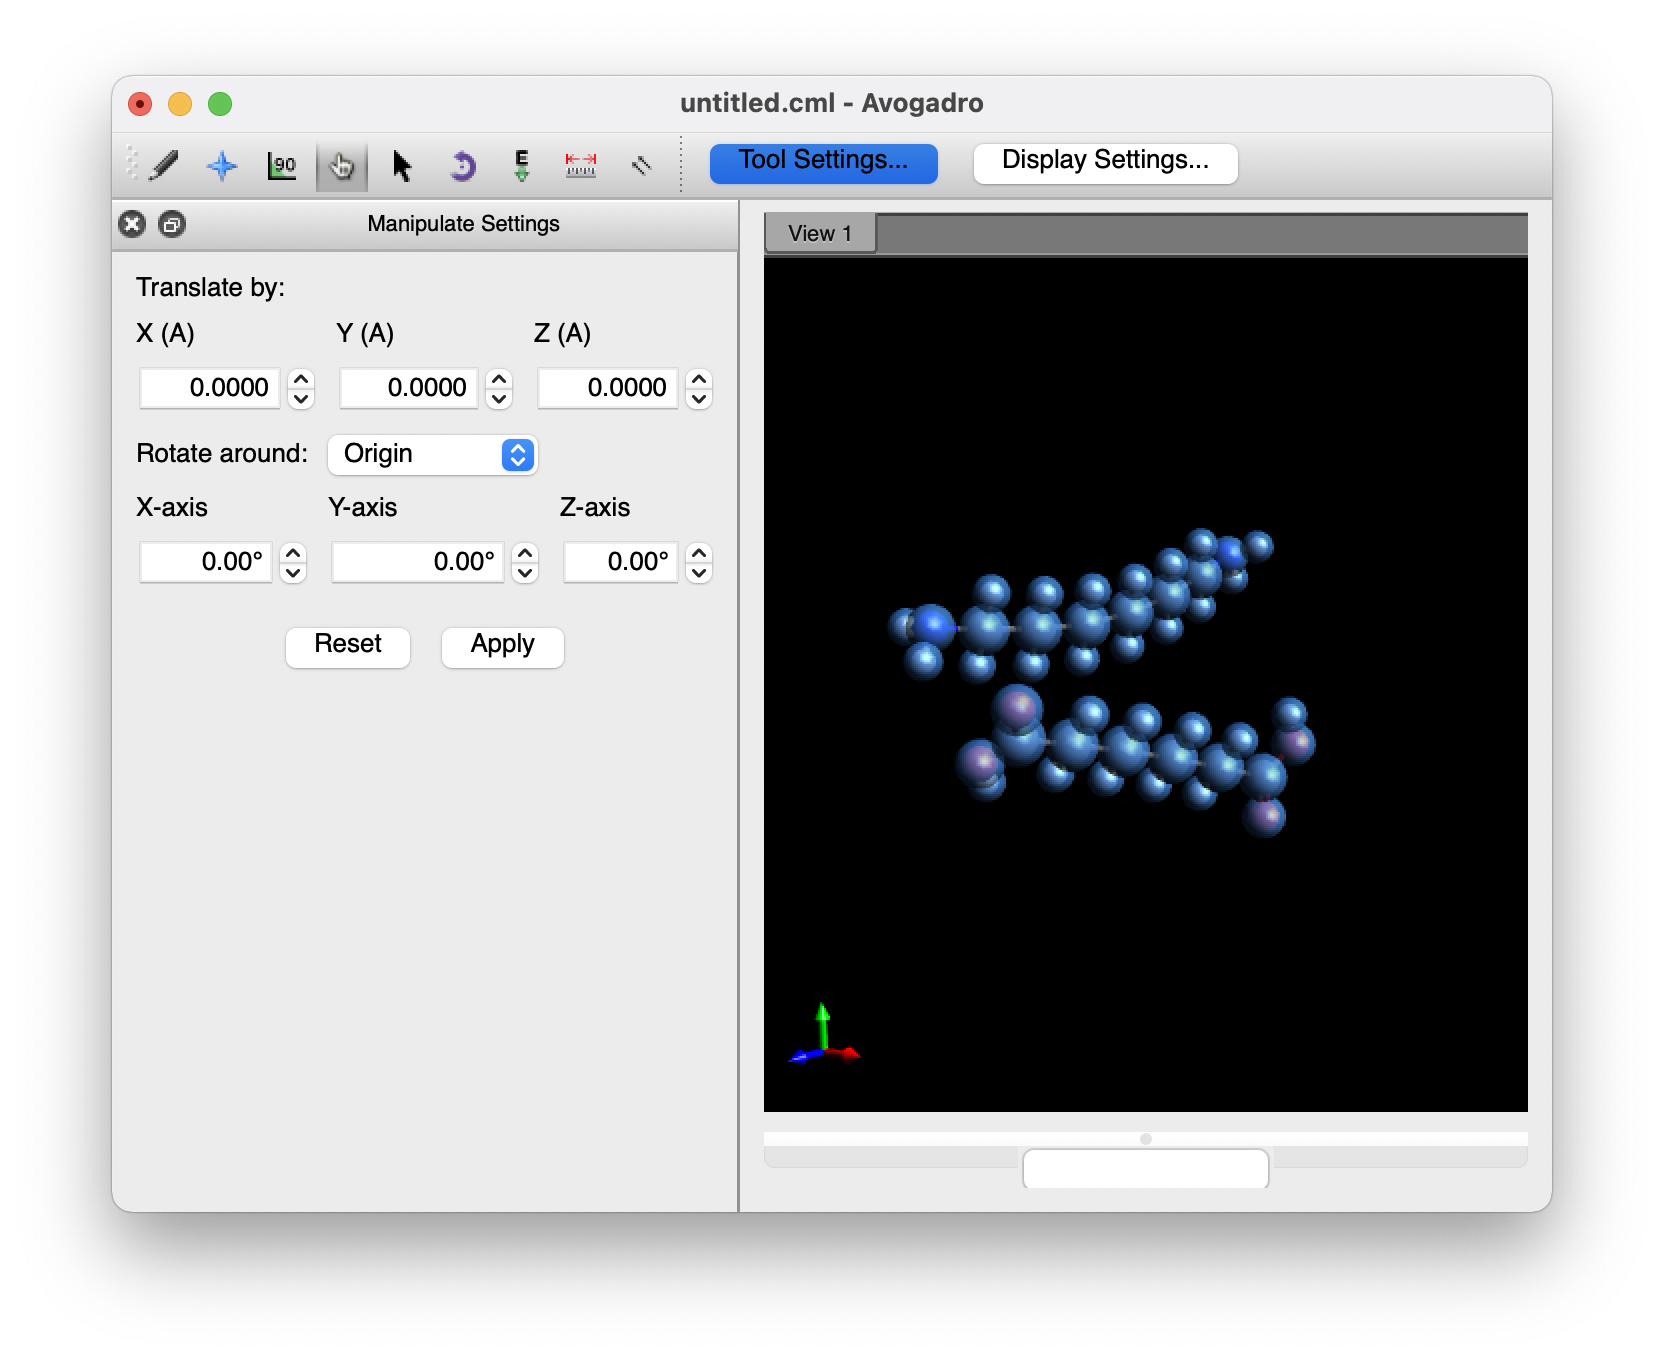 untitled.cml - Avogadro
90
E
Tool Settings...
Display Settings...
Manipulate Settings
View 1
Translate by:
X (A)
Y (A)
Z (A)
0.0000
0.0000
0.0000
Rotate around:
Origin
X-axis
Y-axis
Z-axis
0.00°
0.00°
0.00°
Reset
Apply